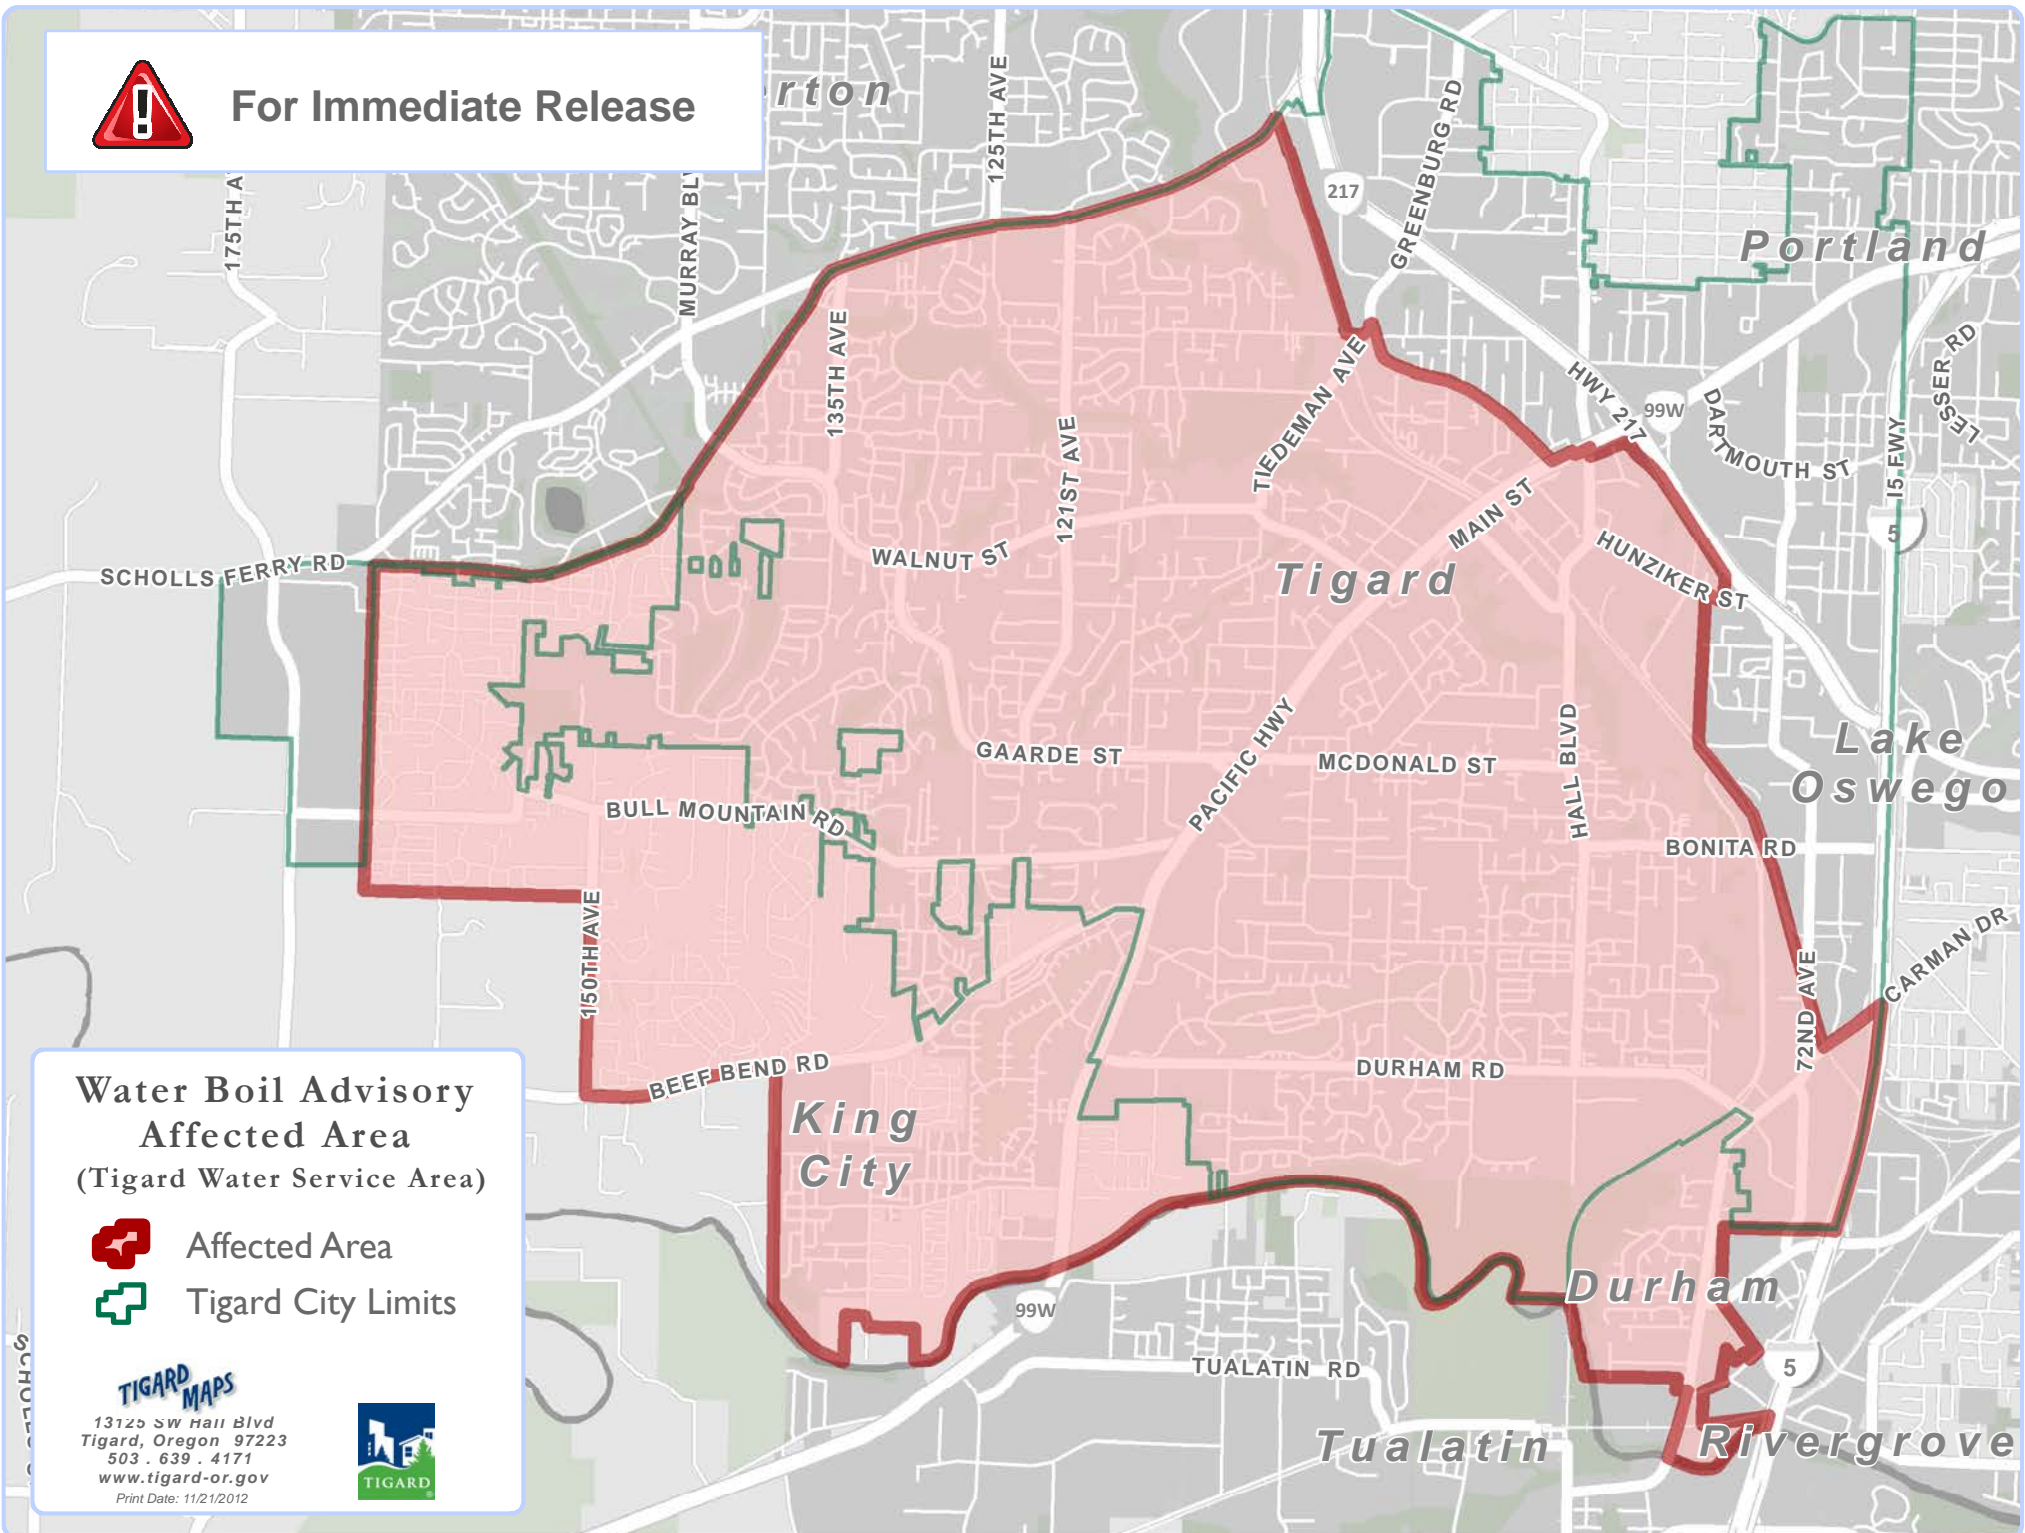 For Immediate Release
rton
125TH AVE
GREENBURG RD
217
175TH A
MURRAY BLV
Portland
135TH AVE
TIEDEMAN AVE
HWY 217
99W
DARTMOUTH ST
LESSER RD
I5 FWY
5
121ST AVE
MAIN ST
WALNUT ST
HUNZIKER ST
SCHOLLS FERRY RD
Tigard
PACIFIC HWY
HALL BLVD
GAARDE ST
MCDONALD ST
Lake
Oswego
BULL MOUNTAIN RD
BONITA RD
150TH AVE
CARMAN DR
72ND AVE
BEEF BEND RD
DURHAM RD
King
City
Durham
99W
TUALATIN RD
5
Tualatin
Rivergrove
Water Boil Advisory
Affected Area
(Tigard Water Service Area)
Affected Area
Tigard City Limits
TIGARD
MAPS
13125 SW Hall Blvd
Tigard, Oregon 97223
503 . 639 . 4171
www.tigard-or.gov
Print Date: 11/21/2012
TIGARD